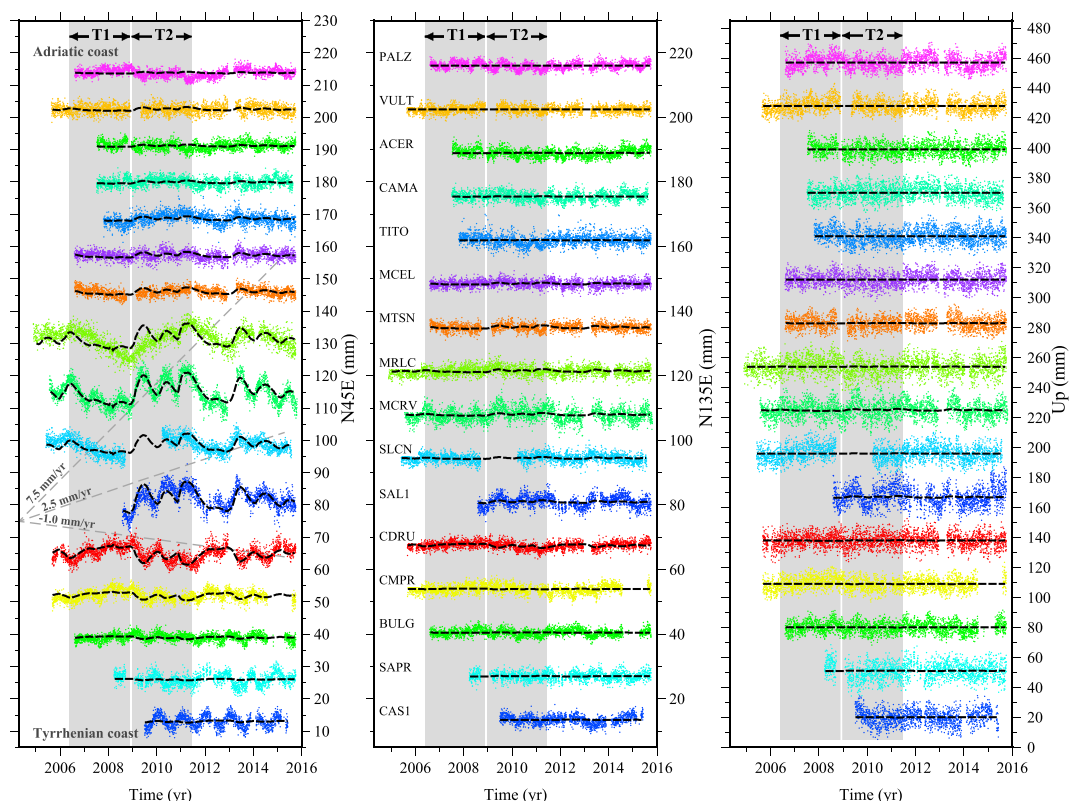 T1 T2
Adriatic coast
7.5 mm/yr
2.5 mm/yr
-1.0 mm/yr
Tyrrhenian coast
230
220
210
200
190
180
170
160
150
140
130
120
110
100
90
80
70
60
50
40
30
20
10
N45E (mm)
2006 2008 2010 2012 2014 2016
Time (yr)
T1 T2
PALZ
VULT
ACER
CAMA
TITO
MCEL
MTSN
MRLC
MCRV
SLCN
SAL1
CDRU
CMPR
BULG
SAPR
CAS1
220
200
180
160
140
120
100
80
60
40
20
N135E (mm)
2006 2008 2010 2012 2014 2016
Time (yr)
T1 T2
480
460
440
420
400
380
360
340
320
310
300
290
280
270
260
250
240
220
200
180
160
140
120
100
80
60
40
20
0
Up (mm)
2006 2008 2010 2012 2014 2016
Time (yr)